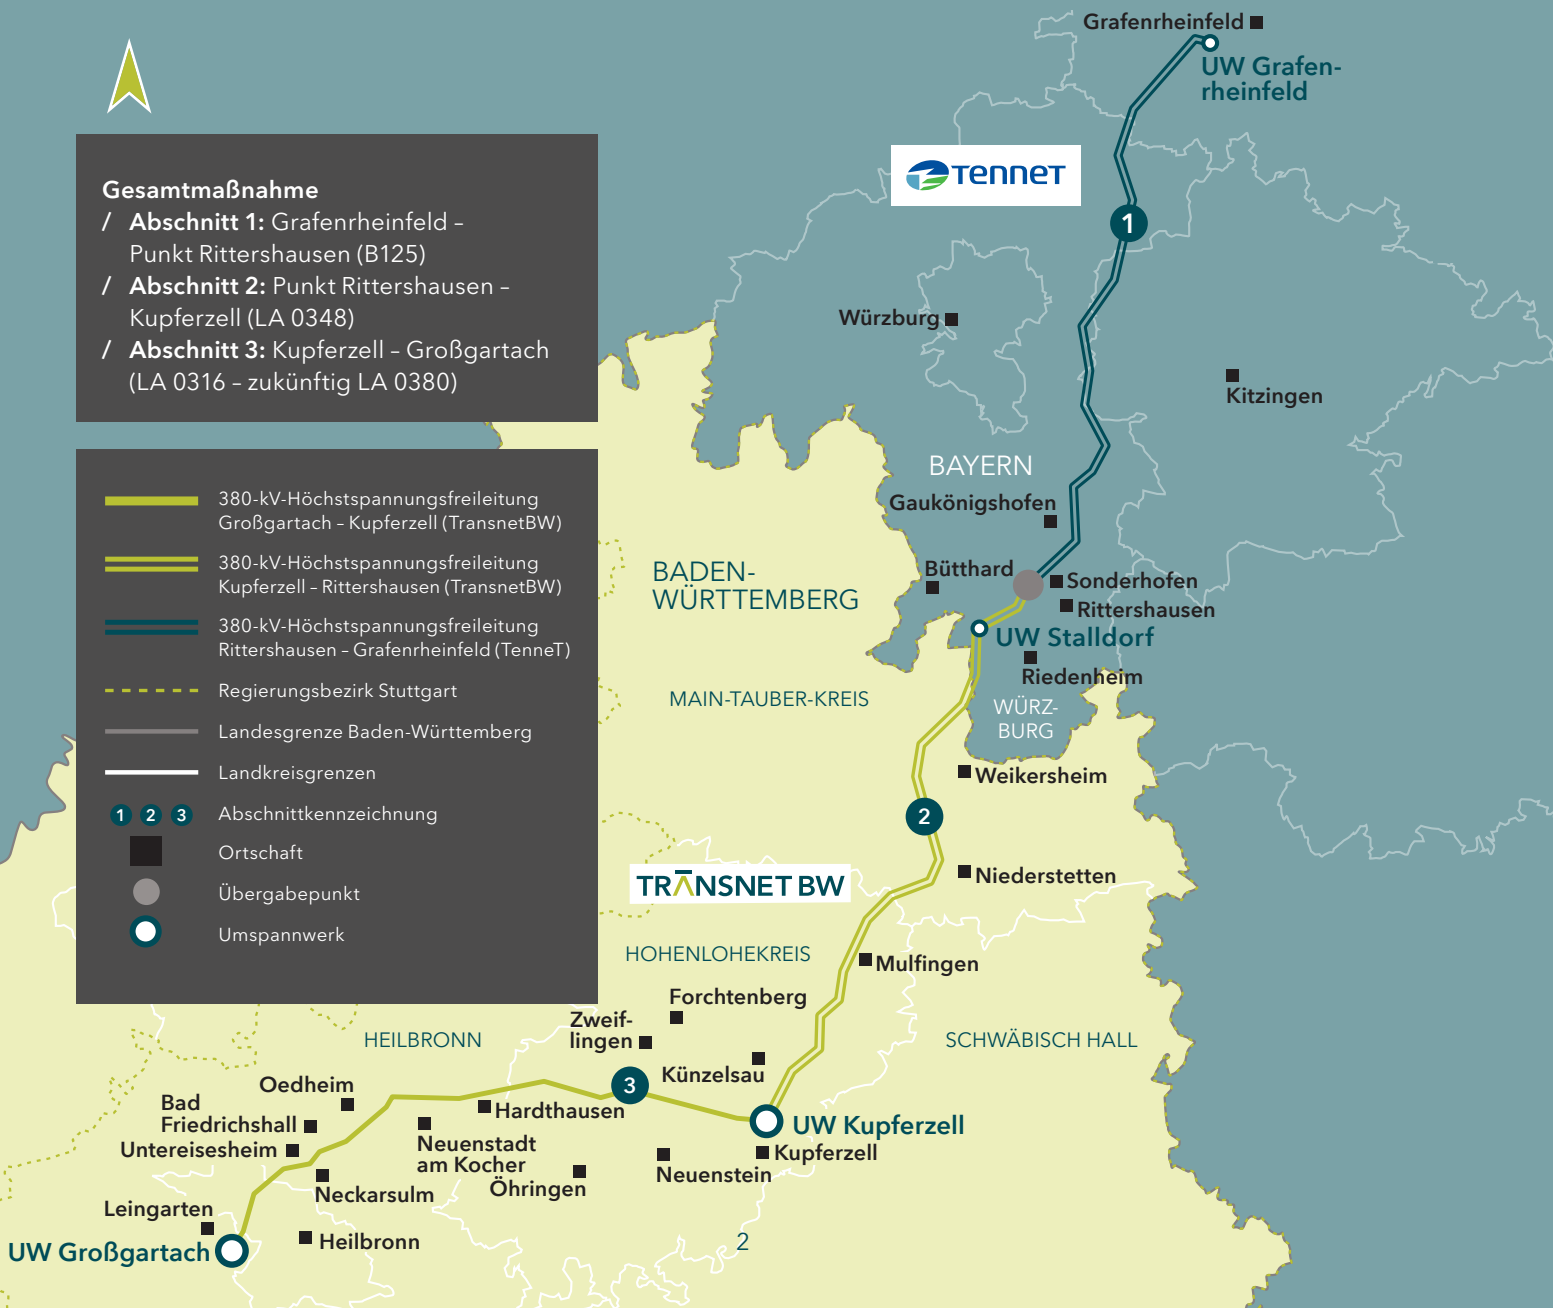 Grafenrheinfeld
UW Grafen-
rheinfeld
TENNET
1
Gesamtmaßnahme
/ Abschnitt 1: Grafenrheinfeld –
Punkt Rittershausen (B125)
/ Abschnitt 2: Punkt Rittershausen –
Kupferzell (LA 0348)
/ Abschnitt 3: Kupferzell – Großgartach
(LA 0316 – zukünftig LA 0380)
Würzburg
Kitzingen
BAYERN
Gaukönigshofen
380-kV-Höchstspannungsfreileitung
Großgartach – Kupferzell (TransnetBW)
380-kV-Höchstspannungsfreileitung
Kupferzell – Rittershausen (TransnetBW)
380-kV-Höchstspannungsfreileitung
Rittershausen – Grafenrheinfeld (TenneT)
Regierungsbezirk Stuttgart
Landesgrenze Baden-Württemberg
Landkreisgrenzen
1 2 3 Abschnittkennzeichnung
Ortschaft
Übergabepunkt
Umspannwerk
BADEN-
WÜRTTEMBERG
Bütthard
Sonderhofen
Rittershausen
UW Stalldorf
Riedenheim
MAIN-TAUBER-KREIS
WÜRZ-
BURG
Weikersheim
2
Niederstetten
TRANSNET BW
HOHENLOHEKREIS
Mulfingen
Forchtenberg
Zweif-
lingen
HEILBRONN
SCHWÄBISCH HALL
Künzelsau
3
Oedheim
Bad
Friedrichshall
Hardthausen
UW Kupferzell
Untereisesheim
Neuenstadt
am Kocher
Kupferzell
Neuenstein
Öhringen
Neckarsulm
Leingarten
Heilbronn
UW Großgartach
2